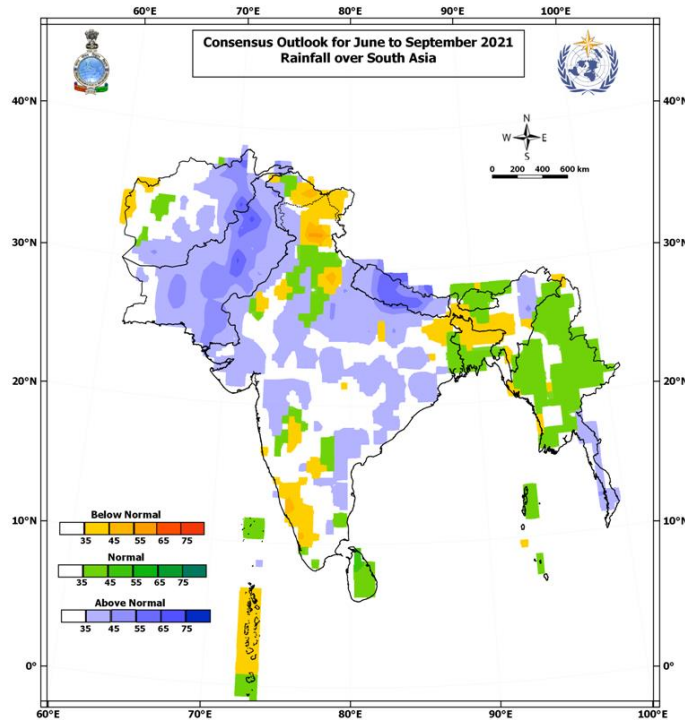 60°E 70°E 80°E 90°E 100°E
Consensus Outlook for June to September 2021
Rainfall over South Asia
40°N 40°N
N
W E
S
0 200 400 600 km
30°N 30°N
20°N 20°N
Below Normal
35 45 55 65 75
10°N 10°N
Normal
35 45 55 65 75
Above Normal
35 45 55 65 75
0° 0°
60°E 70°E 80°E 90°E 100°E